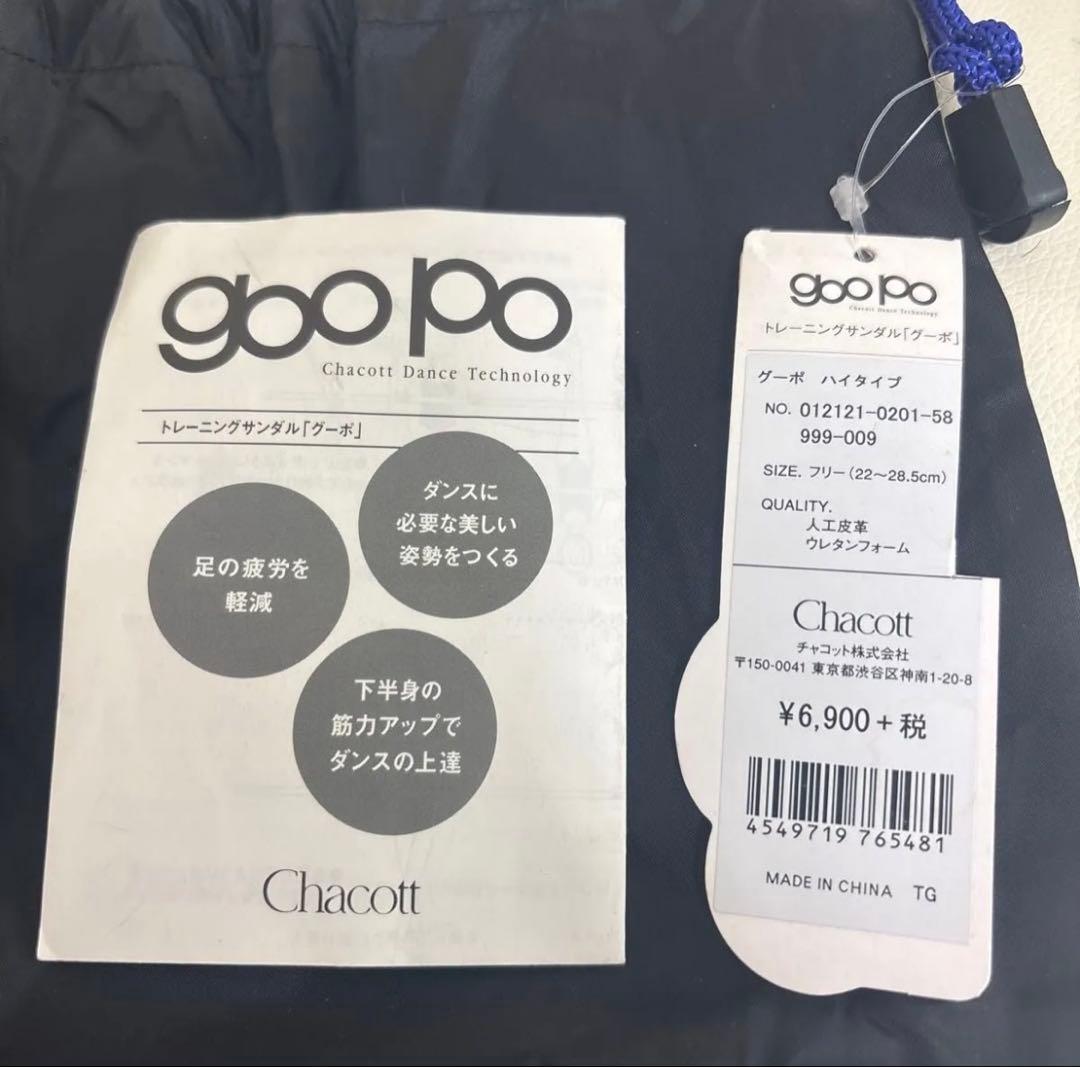 goo po
Chacott Dance Technology
トレーニングサンダル「グーポ」
ダンスに
必要な美しい
姿勢をつくる
足の疲労を
軽減
下半身の
筋力アップで
ダンスの上達
Chacott
goo po
Chacott Dance Technology
トレーニングサンダル「グーポ」
グーポ ハイタイプ
NO. 012121-0201-58
999-009
SIZE. フリー(22〜28.5cm)
QUALITY.
人工皮革
ウレタンフォーム
Chacott
チャコット株式会社
〒150-0041 東京都渋谷区神南1-20-8
¥6,900+税
4549719 765481
MADE IN CHINA TG